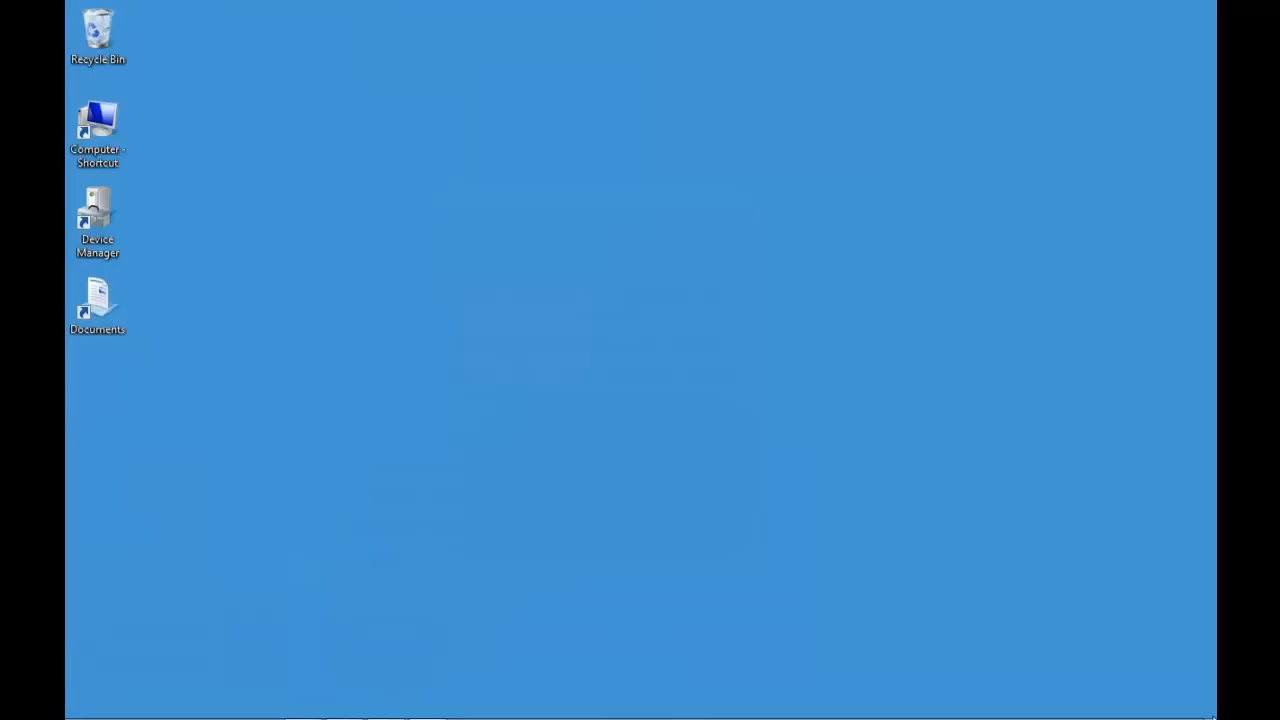 Recycle Bin
Computer -
Shortcut
Device
Manager
Documents